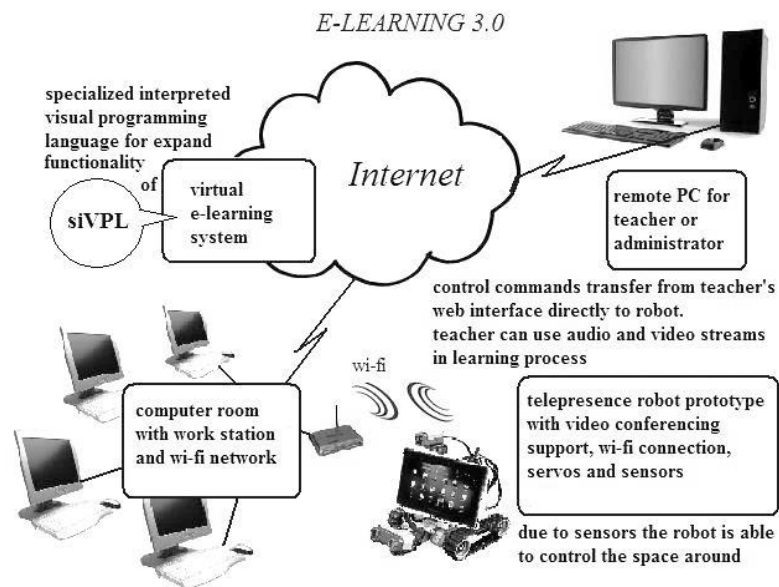 E-LEARNING 3.0
specialized interpreted
visual programming
language for expand
functionality
of
siVPL
virtual
e-learning
system
Internet
remote PC for
teacher or
administrator
control commands transfer from teacher's
web interface directly to robot.
teacher can use audio and video streams
in learning process
wi-fi
computer room
with work station
and wi-fi network
telepresence robot prototype
with video conferencing
support, wi-fi connection,
servos and sensors
due to sensors the robot is able
to control the space around